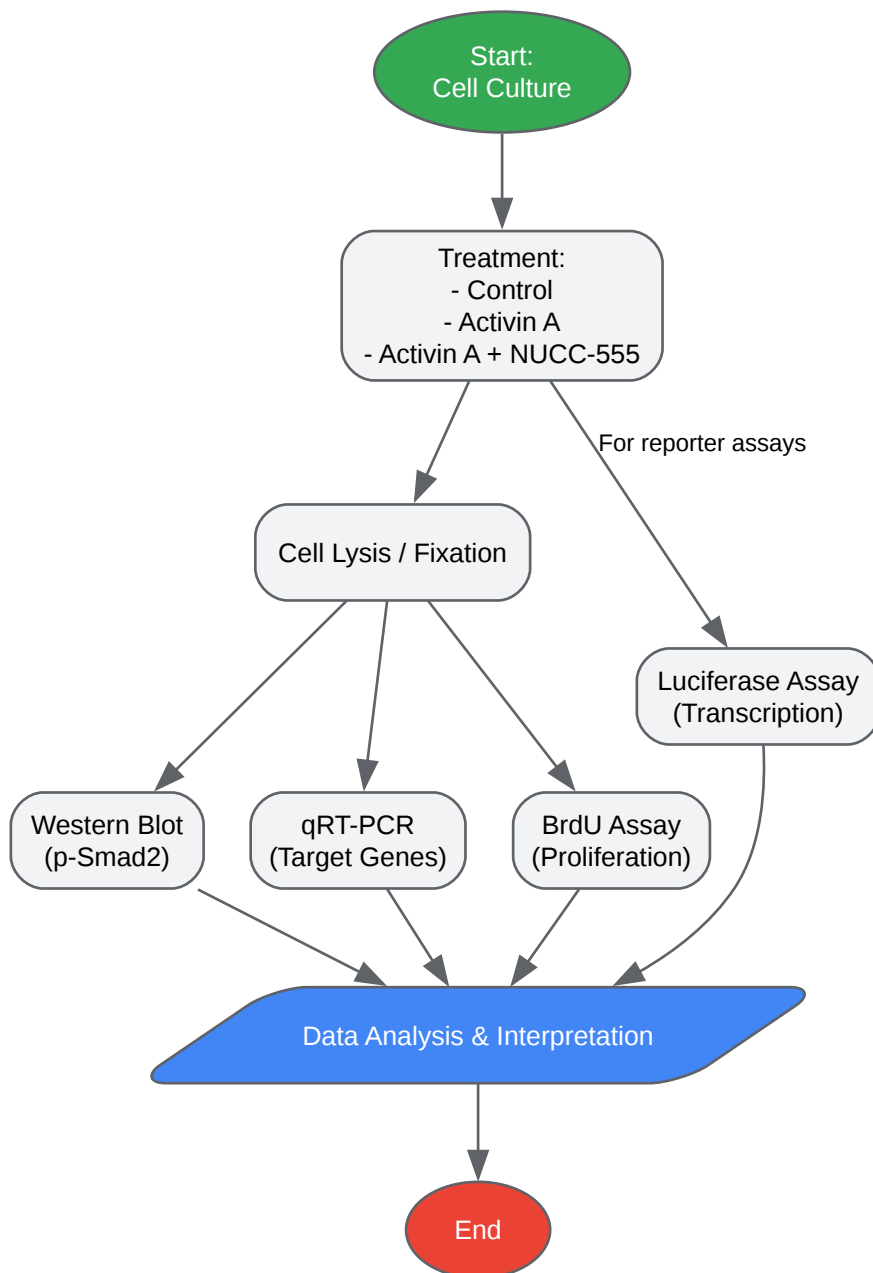 Start:
Cell Culture
Treatment:
- Control
- Activin A
- Activin A + NUCC-555
For reporter assays
Cell Lysis / Fixation
Luciferase Assay
(Transcription)
Western Blot
(p-Smad2)
qRT-PCR
(Target Genes)
BrdU Assay
(Proliferation)
Data Analysis & Interpretation
End